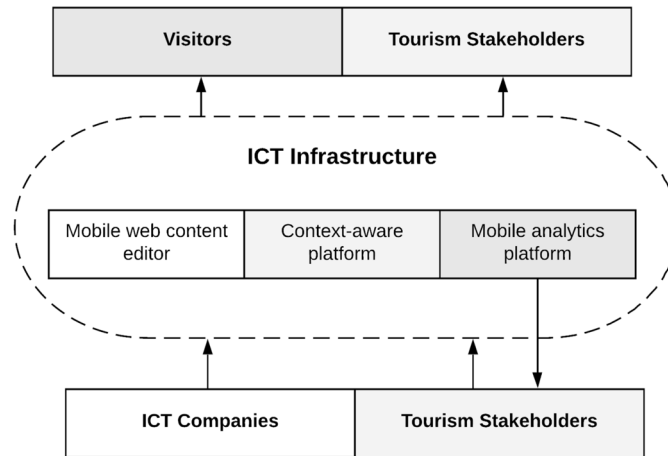 Visitors
Tourism Stakeholders
ICT Infrastructure
Mobile web content
editor
Context-aware
platform
Mobile analytics
platform
ICT Companies
Tourism Stakeholders